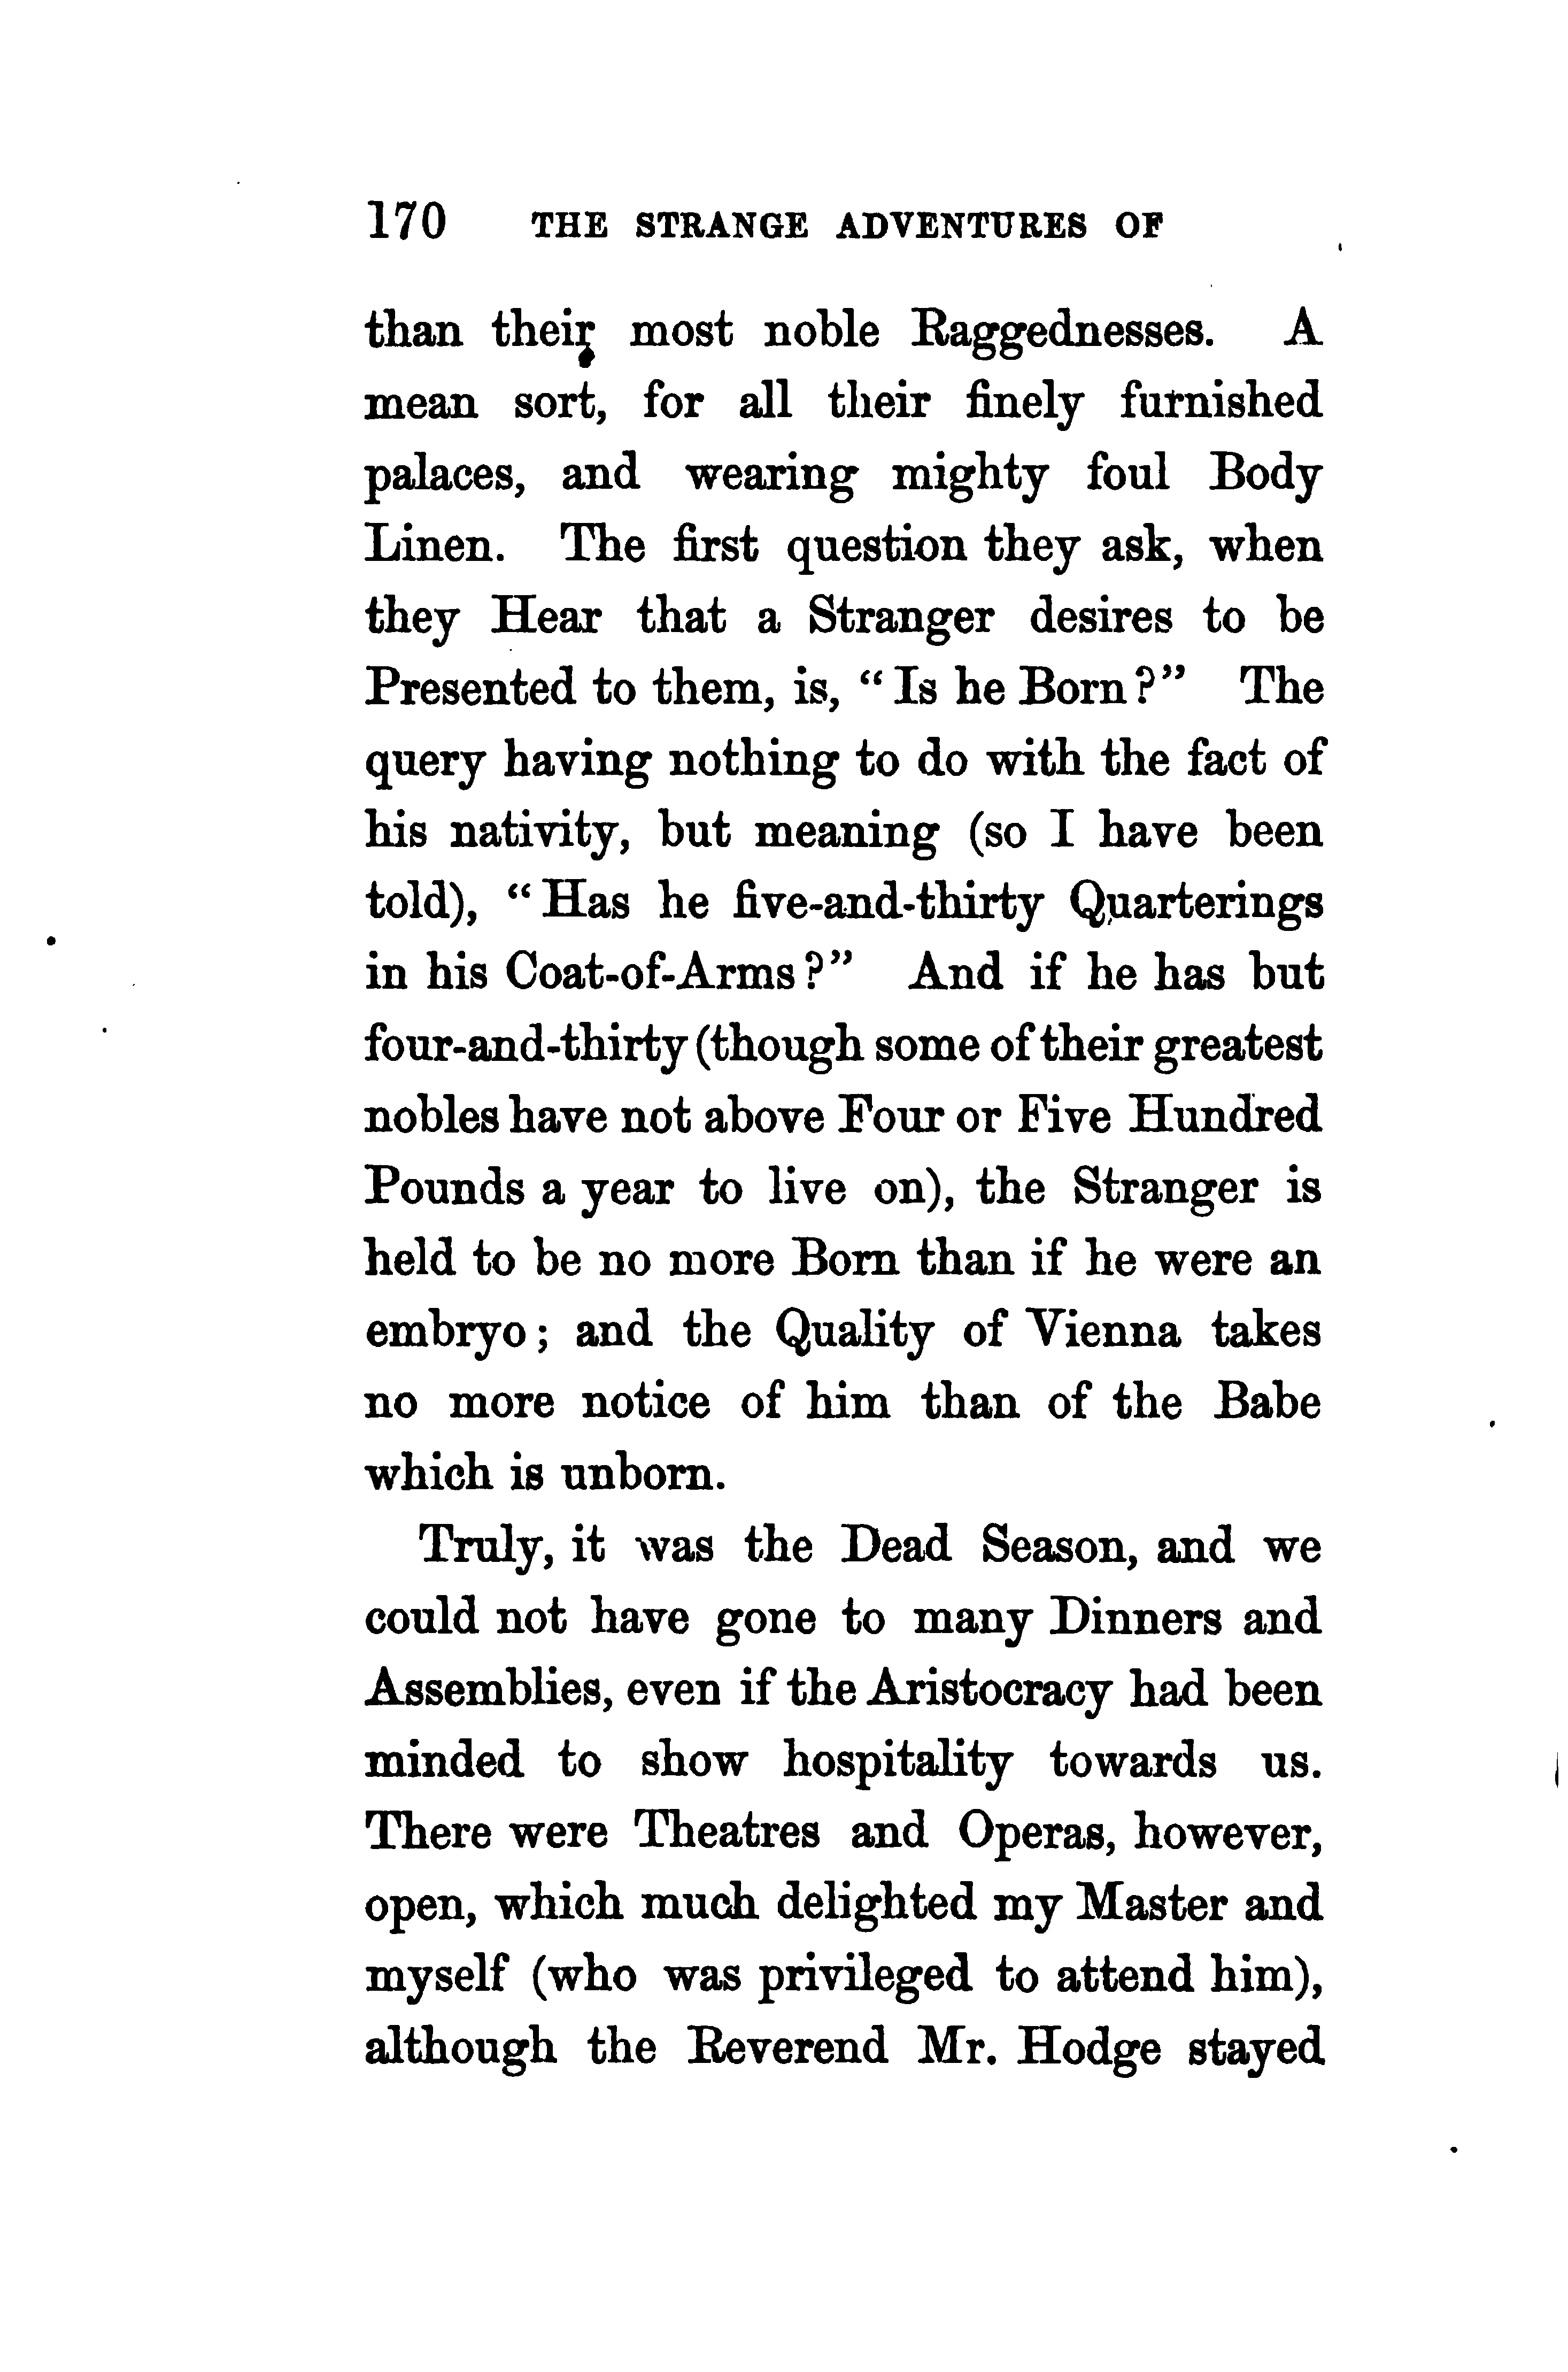 170 THE STRANGE ADVENTURES OF
than their most noble Raggednesses. A
mean sort, for all their finely furnished
palaces, and wearing mighty foul Body
Linen. The first question they ask, when
they Hear that a Stranger desires to be
Presented to them, is, “Is he Born?” The
query having nothing to do with the fact of
his nativity, but meaning (so I have been
told), “Has he five-and-thirty Quarterings
in his Coat-of-Arms?” And if he has but
four-and-thirty (though some of their greatest
nobles have not above Four or Five Hundred
Pounds a year to live on), the Stranger is
held to be no more Born than if he were an
embryo; and the Quality of Vienna takes
no more notice of him than of the Babe
which is unborn.
Truly, it was the Dead Season, and we
could not have gone to many Dinners and
Assemblies, even if the Aristocracy had been
minded to show hospitality towards us.
There were Theatres and Operas, however,
open, which much delighted my Master and
myself (who was privileged to attend him),
although the Reverend Mr. Hodge stayed